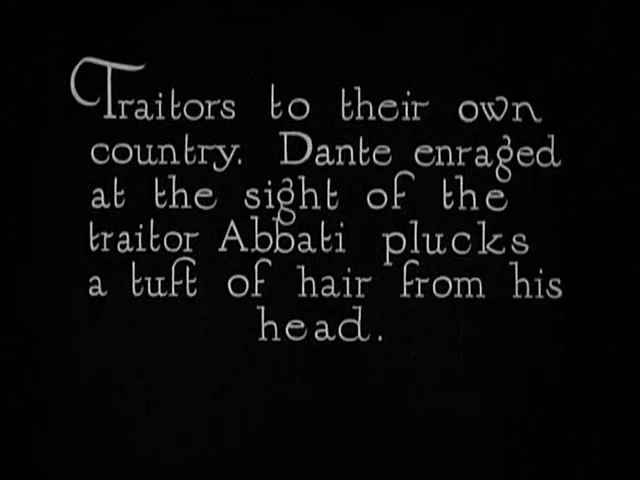 Traitors to their own
country. Dante enraged
at the sight of the
traitor Abbati plucks
a tuft of hair from his
head.